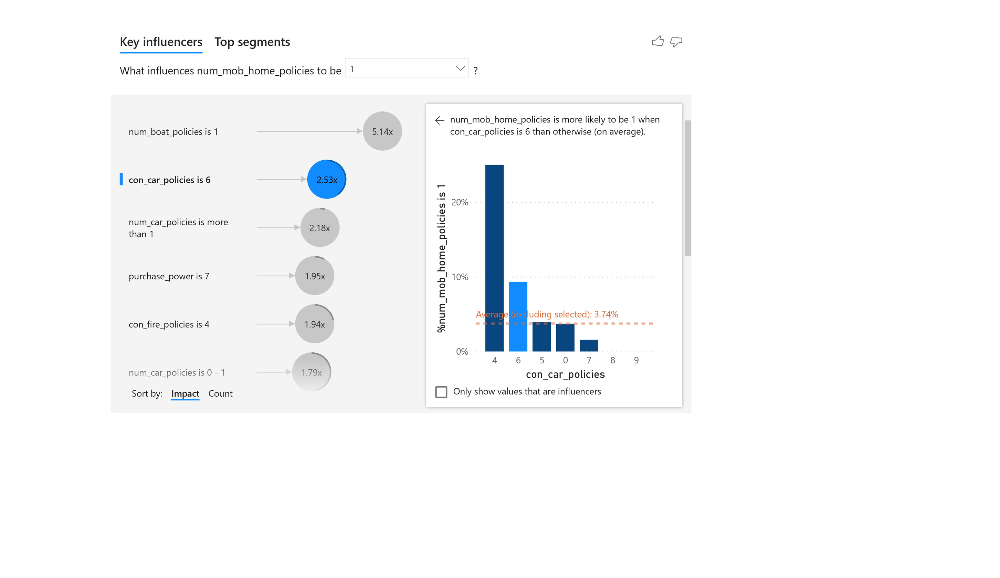 Key influencers Top segments
What influences num_mob_home_policies to be 1 ?
num_boat_policies is 1 5.14x
con_car_policies is 6 2.53x
num_car_policies is more
than 1
2.18x
purchase_power is 7 1.95x
con_fire_policies is 4 1.94x
num_car_policies is 0 - 1 1.79x
Sort by: Impact Count
num_mob_home_policies is more likely to be 1 when
con_car_policies is 6 than otherwise (on average).
%num_mob_home_policies is 1
20%
10%
Average (excluding selected): 3.74%
0%
4 6 5 0 7 8 9
con_car_policies
Only show values that are influencers